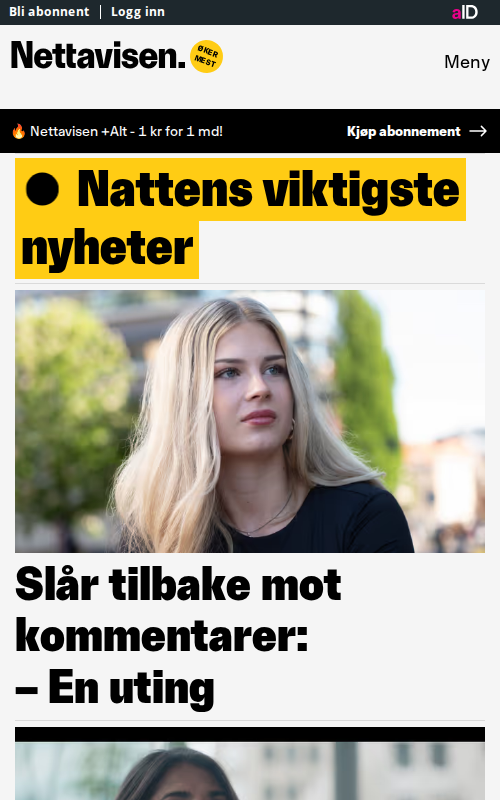 Bli abonnent | Logg inn
aID
Nettavisen.
ØKER
MEST
Meny
🔥 Nettavisen +Alt - 1 kr for 1 md!
Kjøp abonnement →
● Nattens viktigste
nyheter
Slår tilbake mot
kommentarer:
– En uting